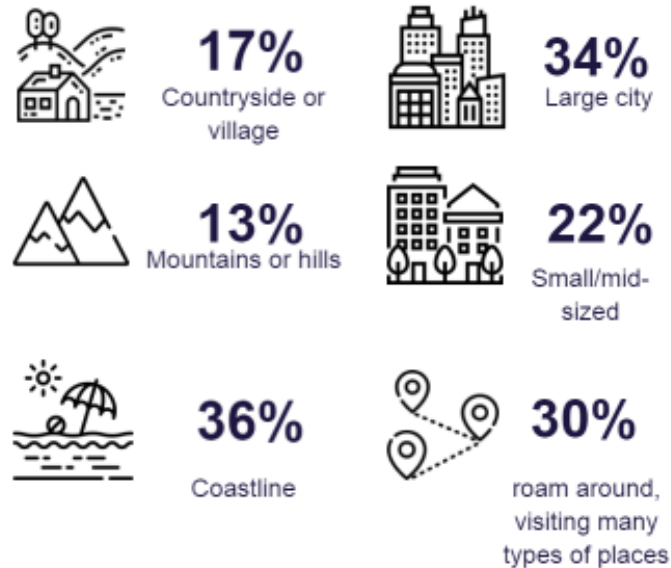 17%
Countryside or
village
34%
Large city
13%
Mountains or hills
22%
Small/mid-
sized
36%
Coastline
30%
roam around,
visiting many
types of places